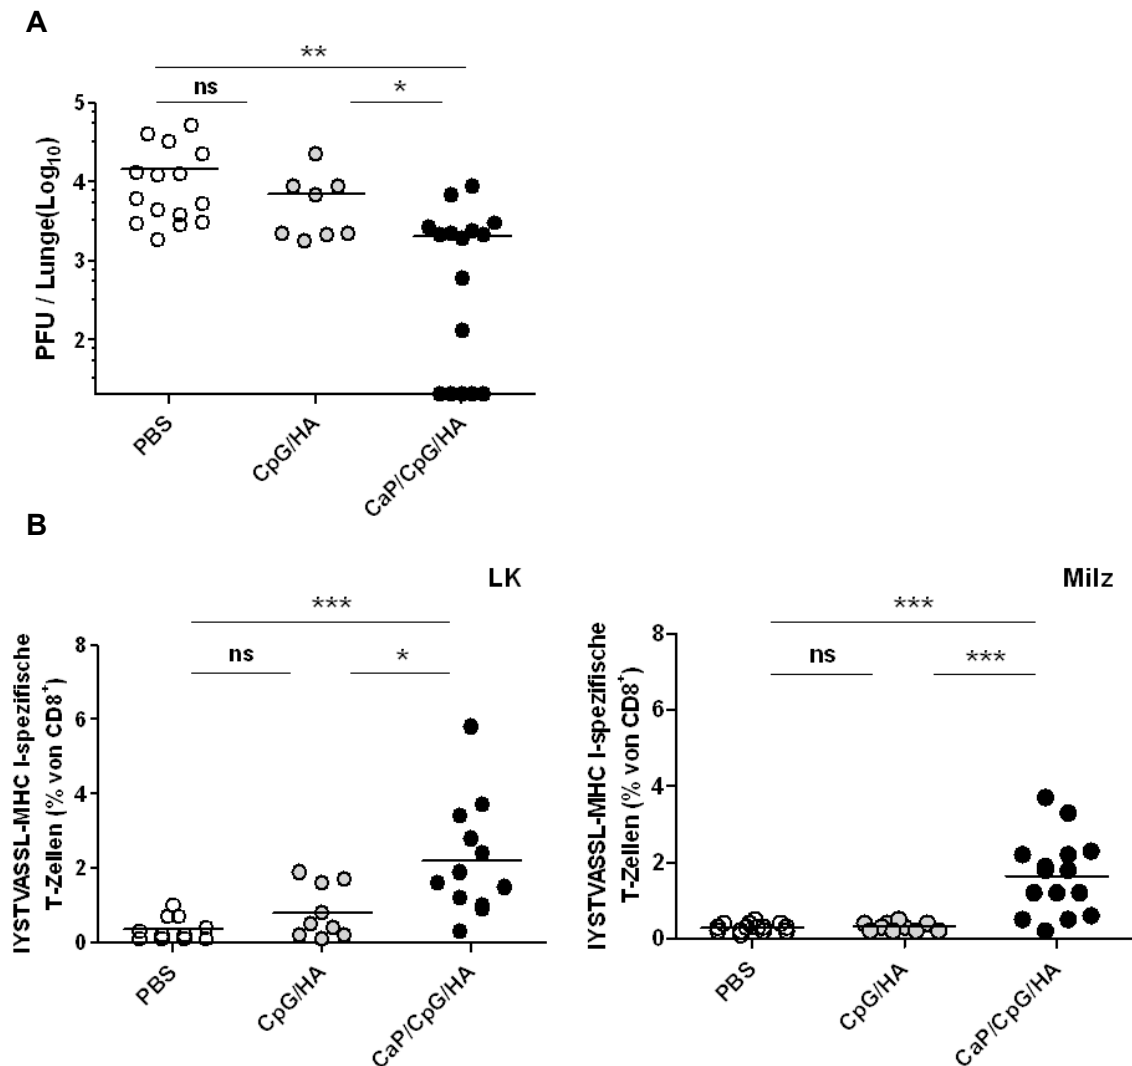 A
**
ns
*
PFU / Lunge(Log10)
5
4
3
2
PBS
CpG/HA
CaP/CpG/HA
B
LK
***
ns
*
IYSTVASSL-MHC I-spezifische
T-Zellen (% von CD8+)
8
6
4
2
0
PBS
CpG/HA
CaP/CpG/HA
Milz
***
ns
***
IYSTVASSL-MHC I-spezifische
T-Zellen (% von CD8+)
8
6
4
2
0
PBS
CpG/HA
CaP/CpG/HA